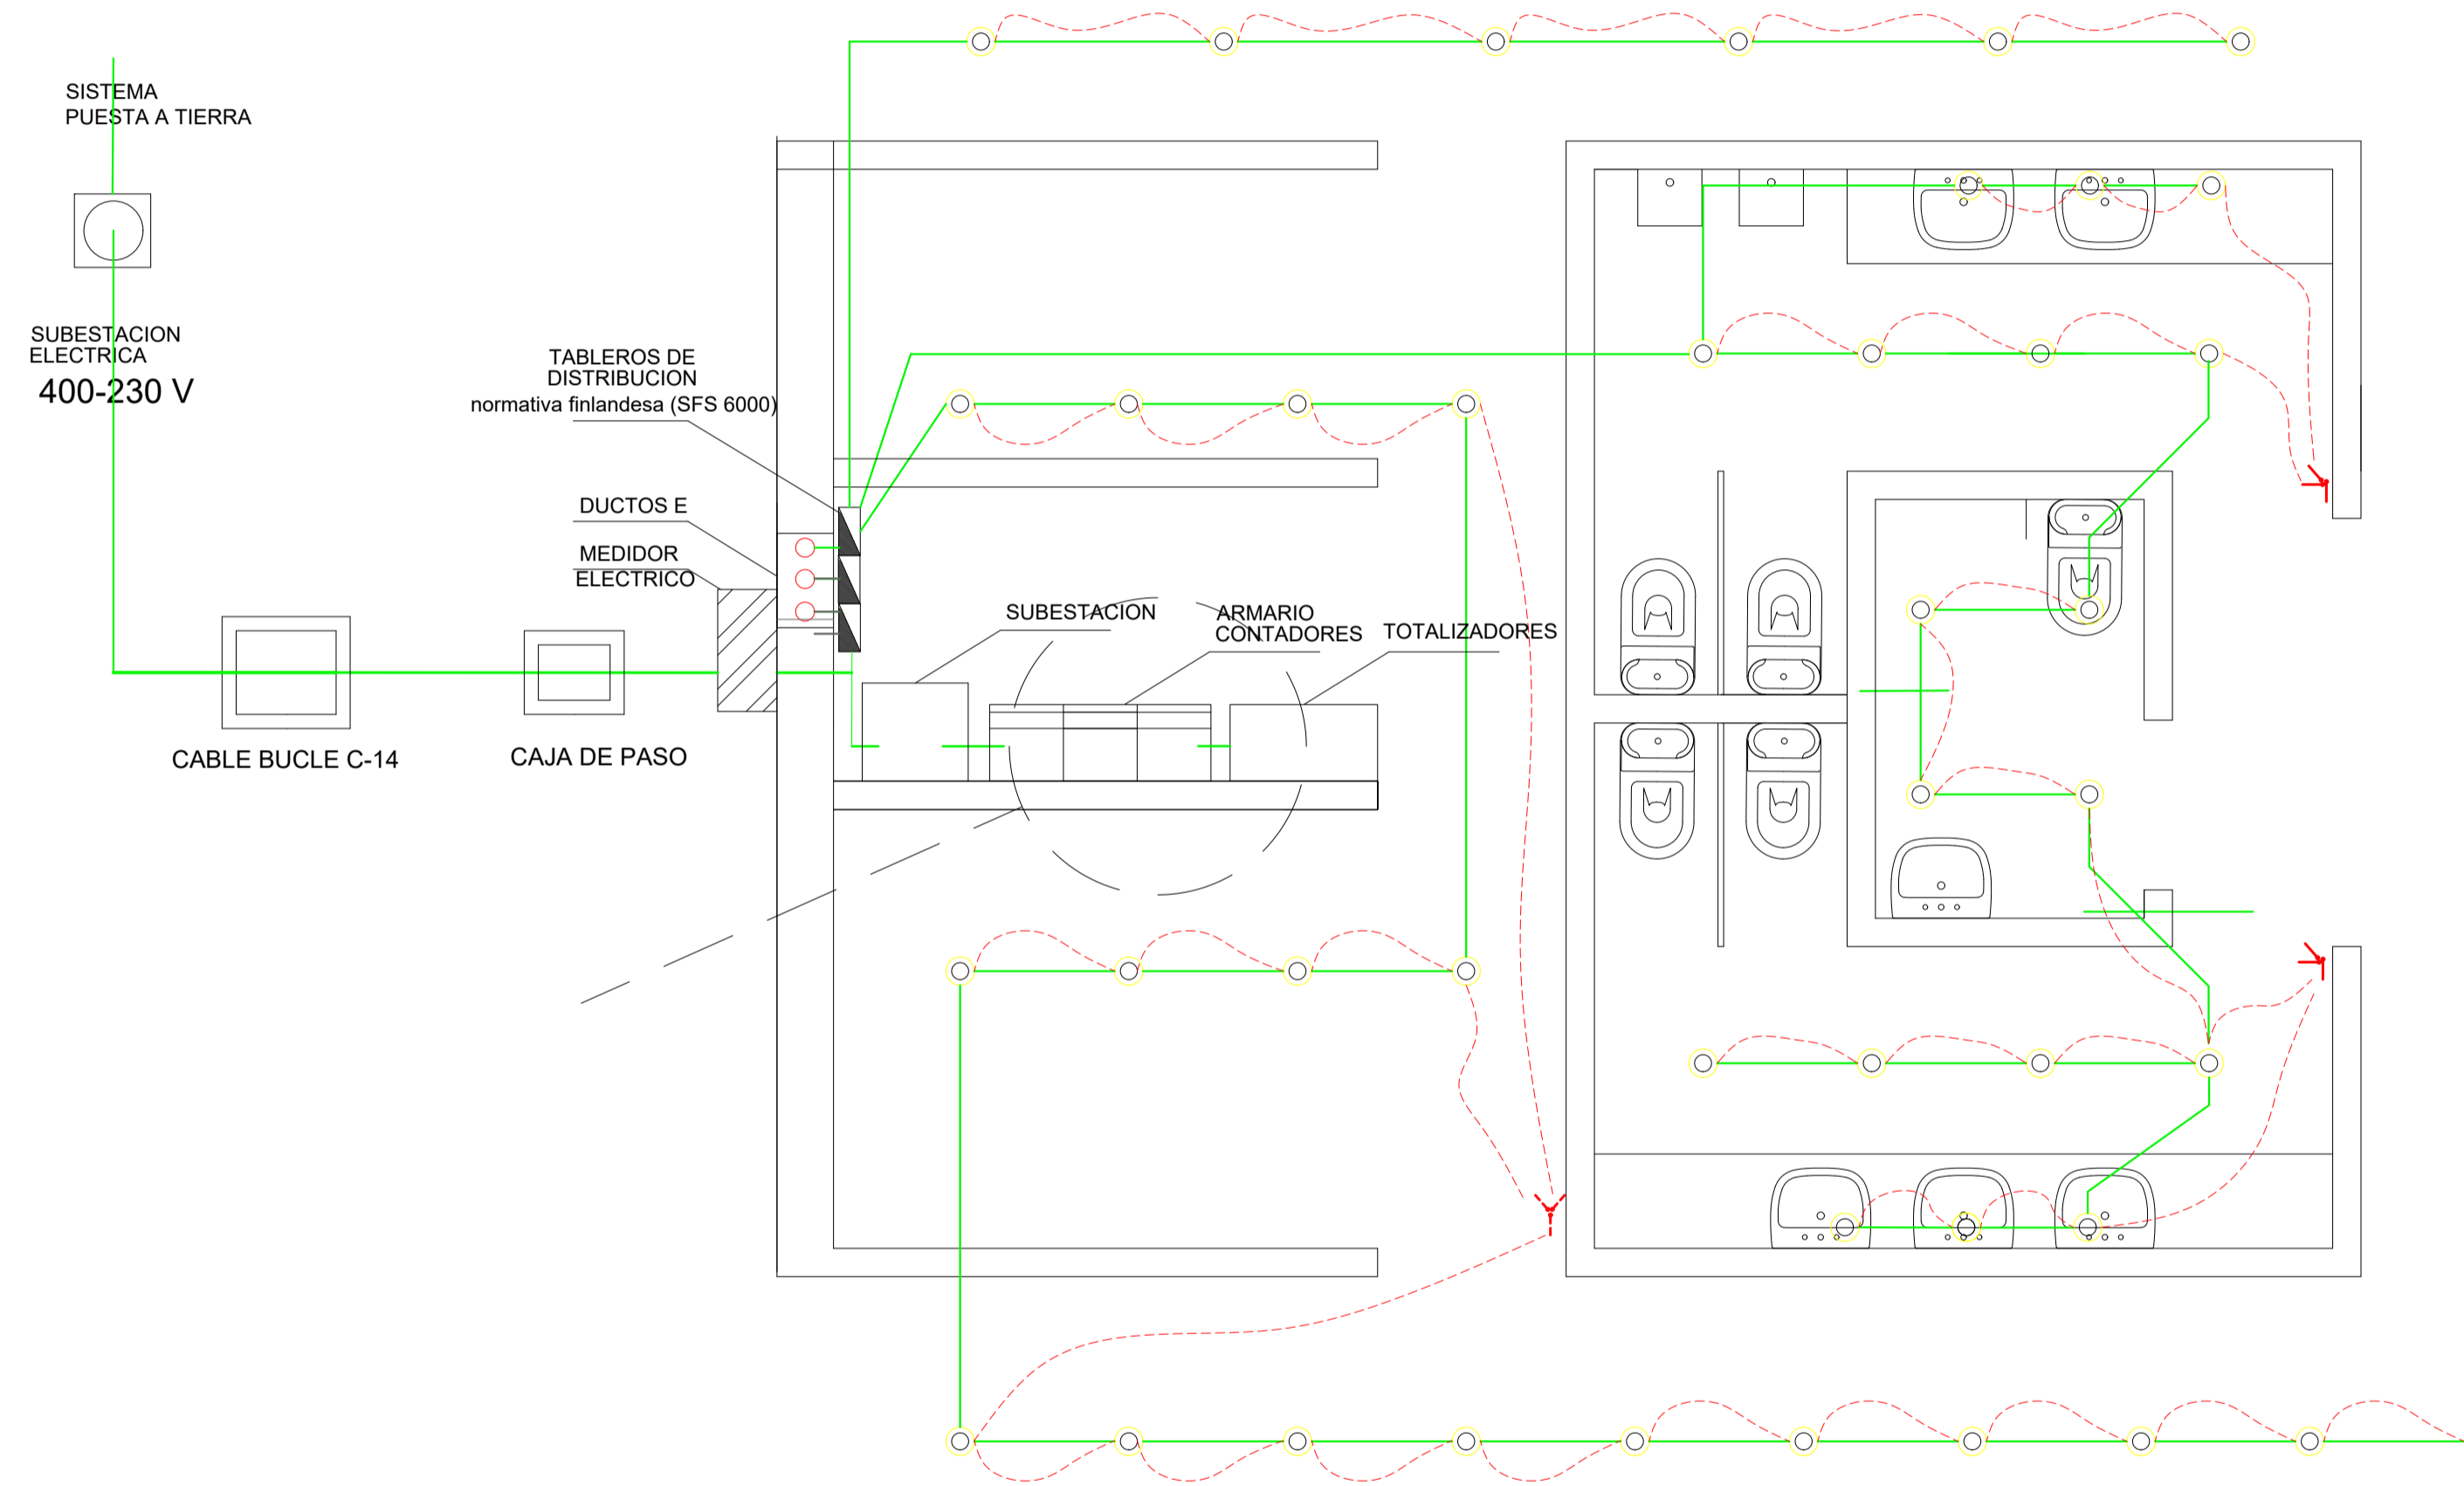 SISTEMA
PUESTA A TIERRA
SUBESTACION
ELECTRICA
400-230 V
TABLEROS DE
DISTRIBUCION
normativa finlandesa (SFS 6000)
DUCTOS E
MEDIDOR
ELECTRICO
SUBESTACION
ARMARIO
CONTADORES
TOTALIZADORES
CABLE BUCLE C-14
CAJA DE PASO